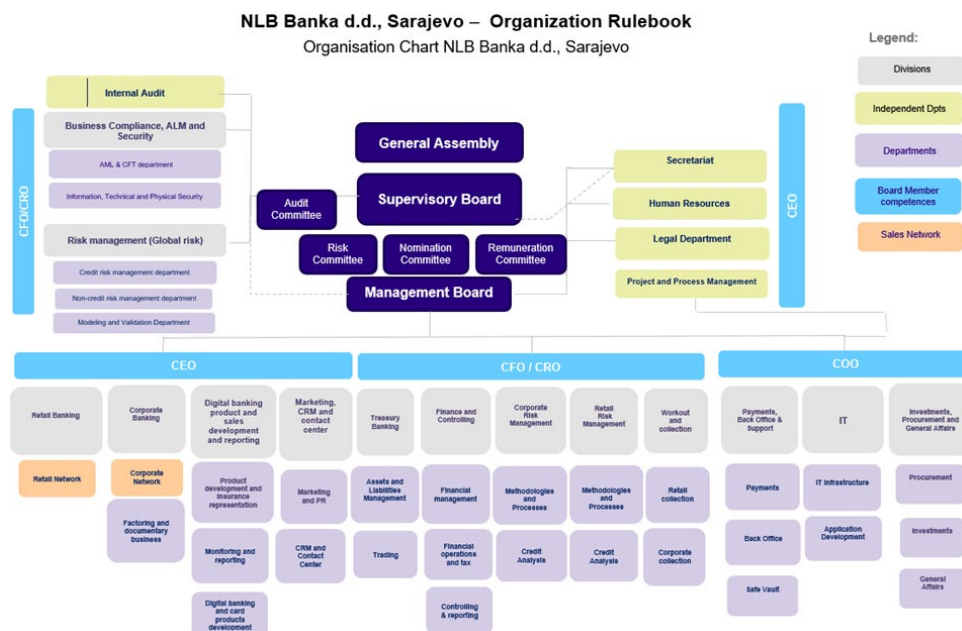 NLB Banka d.d., Sarajevo – Organization Rulebook
Organisation Chart NLB Banka d.d., Sarajevo
Legend:
Divisions
Independent Dpts
Departments
Board Member
competences
Sales Network
CFO/CRO
Internal Audit
Business Compliance, ALM and
Security
AML & CFT department
Information, Technical and Physical Security
Risk management (Global risk)
Credit risk management department
Non-credit risk management department
Modeling and Validation Department
General Assembly
Supervisory Board
Audit
Committee
Risk
Committee
Nomination
Committee
Remuneration
Committee
Management Board
Secretariat
Human Resources
Legal Department
Project and Process Management
CEO
CEO
CFO / CRO
COO
Retail Banking
Corporate
Banking
Digital banking
product and
sales
development
and reporting
Marketing,
CRM and
contact
center
Treasury
Banking
Finance and
Controlling
Corporate
Risk
Management
Retail
Risk
Management
Workout
and
collection
Payments,
Back Office &
Support
IT
Investments,
Procurement and
General Affairs
Retail Network
Corporate
Network
Product
development and
insurance
representation
Marketing
and PR
Assets and
Liabilities
Management
Financial
management
Methodologies
and
Processes
Methodologies
and
Processes
Retail
collection
Payments
IT Infrastructure
Procurement
Factoring and
documentary
business
Monitoring and
reporting
CRM and
Contact
Center
Trading
Financial
operations
and tax
Credit
Analysis
Credit
Analysis
Corporate
collection
Back Office
Application
Development
Investments
Digital banking
and card
products
development
Controlling
& reporting
Safe Vault
General
Affairs